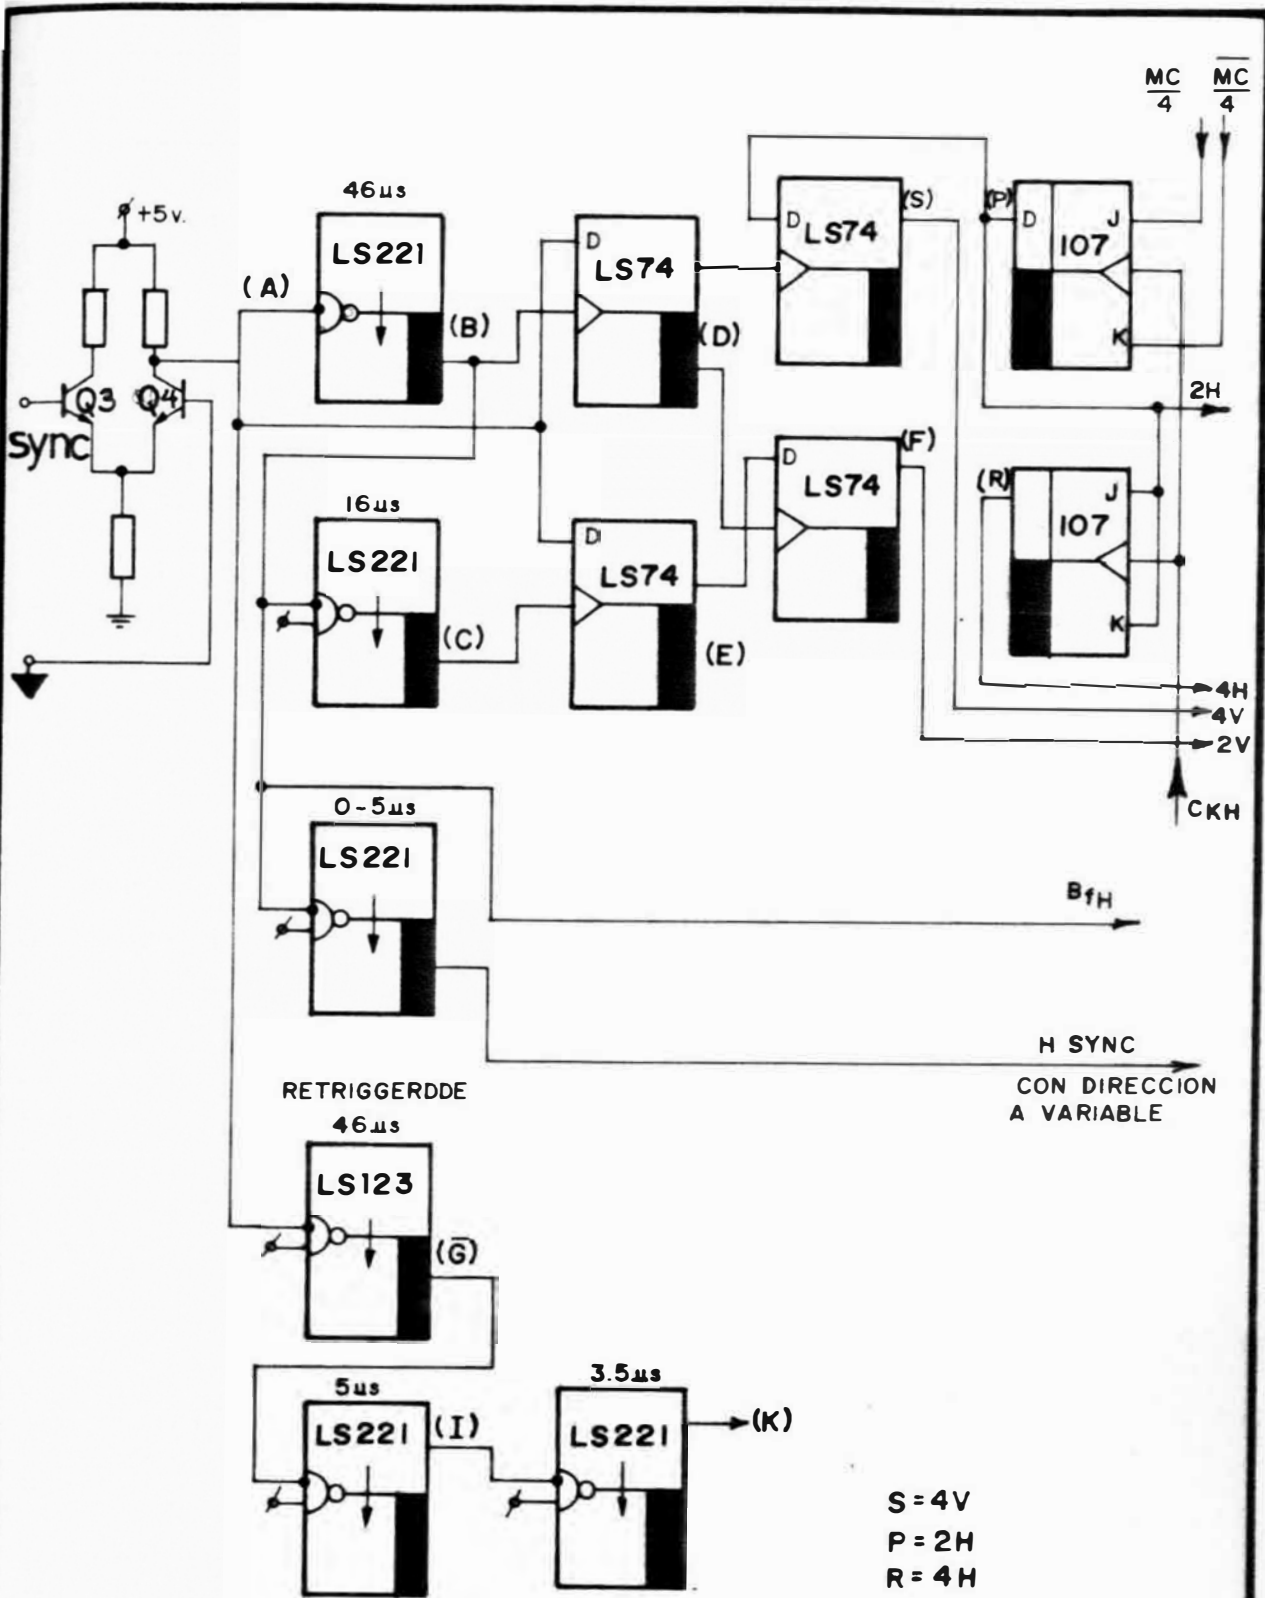 MC MC
4 4
46µs
+5v.
LS221
(A)
(B)
D
LS74
(D)
D
LS74
(S)
(P)
D
J
107
K
2H
Q3
Q4
sync
16µs
LS221
(C)
D
LS74
(E)
D
LS74
(F)
(R)
J
107
K
4H
4V
2V
CKH
0-5µs
LS221
BfH
H SYNC
CON DIRECCION
A VARIABLE
RETRIGGERDDE
46µs
LS123
(G̅)
5µs
LS221
(I)
3.5µs
LS221
(K)
S=4V
P=2H
R=4H